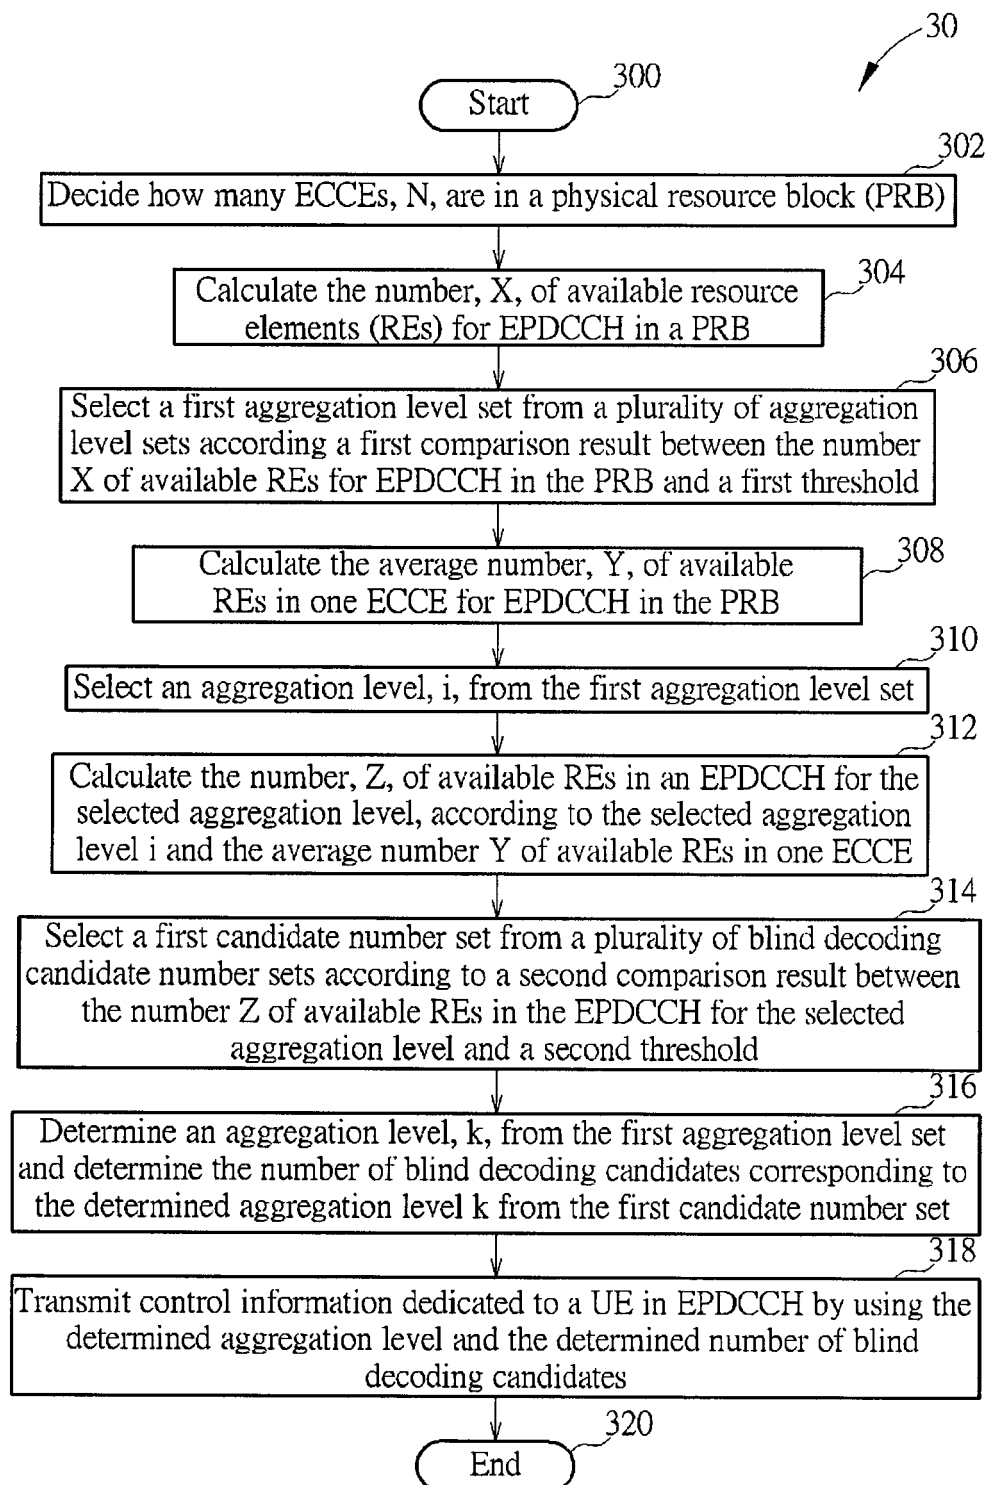 30
Start
300
302
Decide how many ECCEs, N, are in a physical resource block (PRB)
304
Calculate the number, X, of available resource
elements (REs) for EPDCCH in a PRB
306
Select a first aggregation level set from a plurality of aggregation
level sets according a first comparison result between the number
X of available REs for EPDCCH in the PRB and a first threshold
308
Calculate the average number, Y, of available
REs in one ECCE for EPDCCH in the PRB
310
Select an aggregation level, i, from the first aggregation level set
312
Calculate the number, Z, of available REs in an EPDCCH for the
selected aggregation level, according to the selected aggregation
level i and the average number Y of available REs in one ECCE
314
Select a first candidate number set from a plurality of blind decoding
candidate number sets according to a second comparison result between
the number Z of available REs in the EPDCCH for the selected
aggregation level and a second threshold
316
Determine an aggregation level, k, from the first aggregation level set
and determine the number of blind decoding candidates corresponding to
the determined aggregation level k from the first candidate number set
318
Transmit control information dedicated to a UE in EPDCCH by using the
determined aggregation level and the determined number of blind
decoding candidates
320
End